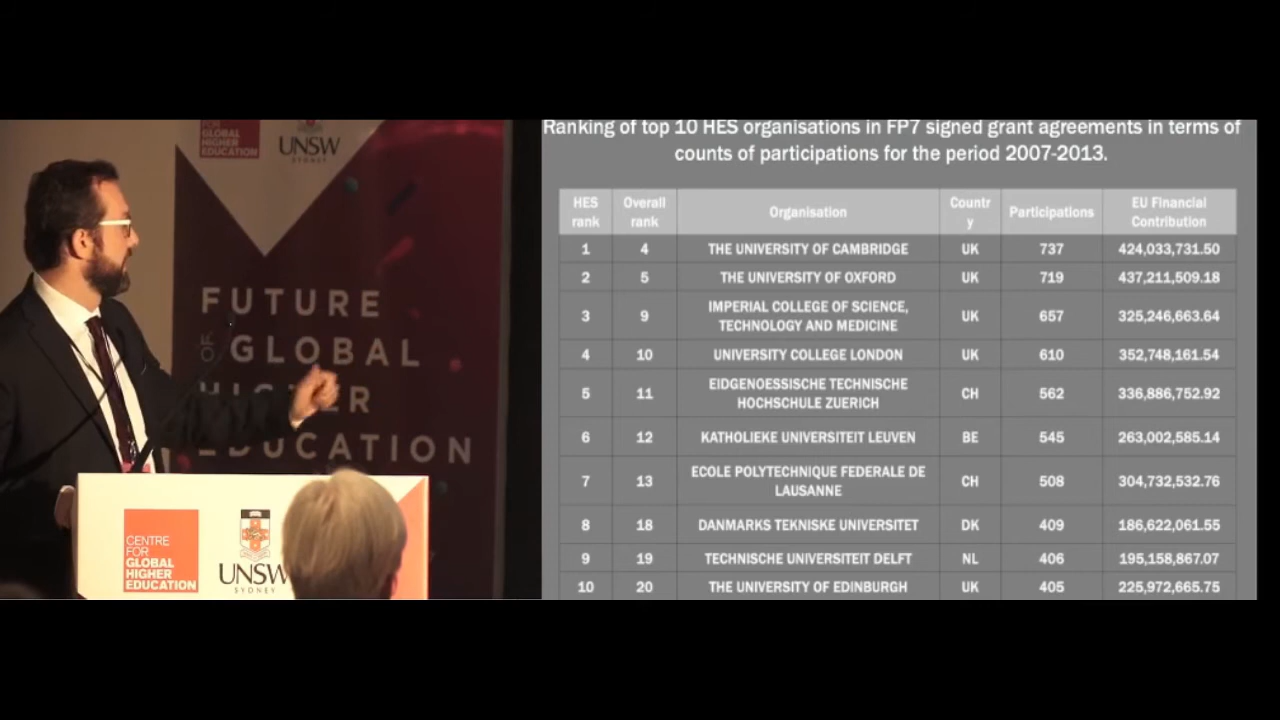 FOR
GLOBAL
HIGHER
EDUCATION
UNSW
SYDNEY
FUTURE
OF GLOBAL
HIGHER
EDUCATION
CENTRE
FOR
GLOBAL
HIGHER
EDUCATION
UNSW
SYDNEY
Ranking of top 10 HES organisations in FP7 signed grant agreements in terms of
counts of participations for the period 2007-2013.
HES rank Overall rank Organisation Countr y Participations EU Financial Contribution
1 4 THE UNIVERSITY OF CAMBRIDGE UK 737 424,033,731.50
2 5 THE UNIVERSITY OF OXFORD UK 719 437,211,509.18
3 9 IMPERIAL COLLEGE OF SCIENCE, TECHNOLOGY AND MEDICINE UK 657 325,246,663.64
4 10 UNIVERSITY COLLEGE LONDON UK 610 352,748,161.54
5 11 EIDGENOESSISCHE TECHNISCHE HOCHSCHULE ZUERICH CH 562 336,886,752.92
6 12 KATHOLIEKE UNIVERSITEIT LEUVEN BE 545 263,002,585.14
7 13 ECOLE POLYTECHNIQUE FEDERALE DE LAUSANNE CH 508 304,732,532.76
8 18 DANMARKS TEKNISKE UNIVERSITET DK 409 186,622,061.55
9 19 TECHNISCHE UNIVERSITEIT DELFT NL 406 195,158,867.07
10 20 THE UNIVERSITY OF EDINBURGH UK 405 225,972,665.75